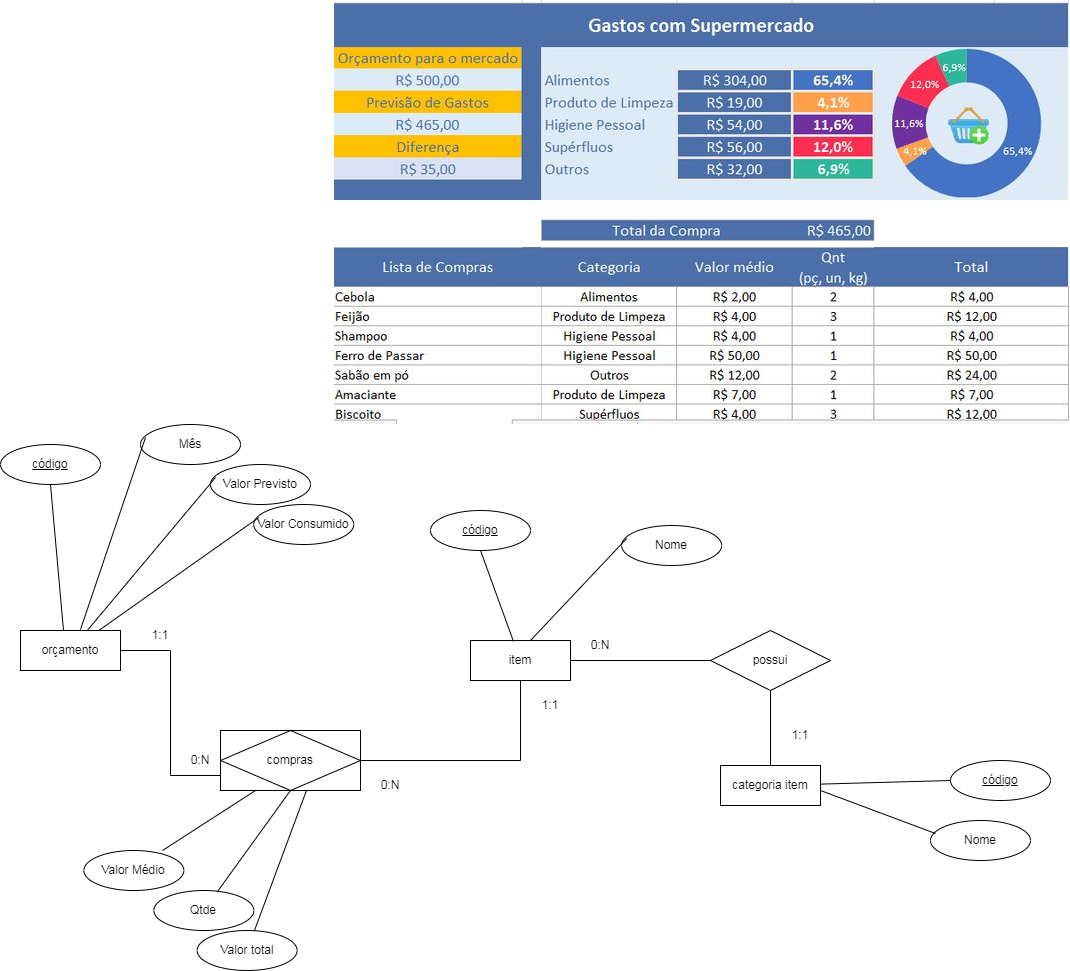 Gastos com Supermercado
Orçamento para o mercado
R$ 500,00
Previsão de Gastos
R$ 465,00
Diferença
R$ 35,00
Alimentos R$ 304,00 65,4%
Produto de Limpeza R$ 19,00 4,1%
Higiene Pessoal R$ 54,00 11,6%
Supérfluos R$ 56,00 12,0%
Outros R$ 32,00 6,9%
6,9%
12,0%
11,6%
4,1%
65,4%
Total da Compra R$ 465,00
Lista de Compras Categoria Valor médio Qnt (pç, un, kg) Total
Cebola Alimentos R$ 2,00 2 R$ 4,00
Feijão Produto de Limpeza R$ 4,00 3 R$ 12,00
Shampoo Higiene Pessoal R$ 4,00 1 R$ 4,00
Ferro de Passar Higiene Pessoal R$ 50,00 1 R$ 50,00
Sabão em pó Outros R$ 12,00 2 R$ 24,00
Amaciante Produto de Limpeza R$ 7,00 1 R$ 7,00
Biscoito Supérfluos R$ 4,00 3 R$ 12,00
código
Mês
Valor Previsto
Valor Consumido
orçamento
1:1
0:N
compras
0:N
Valor Médio
Qtde
Valor total
código
Nome
item
0:N
1:1
possui
1:1
categoria item
código
Nome